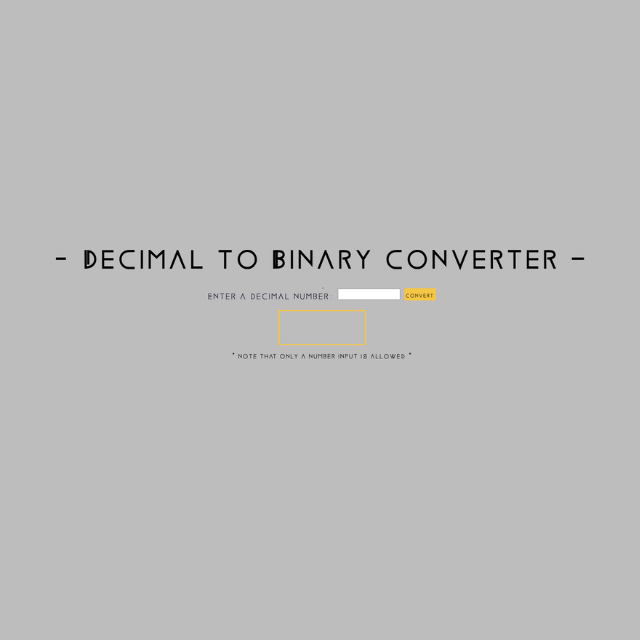 - Decimal to Binary Converter -
Enter a decimal number: Convert
* Note that only a number input is allowed *